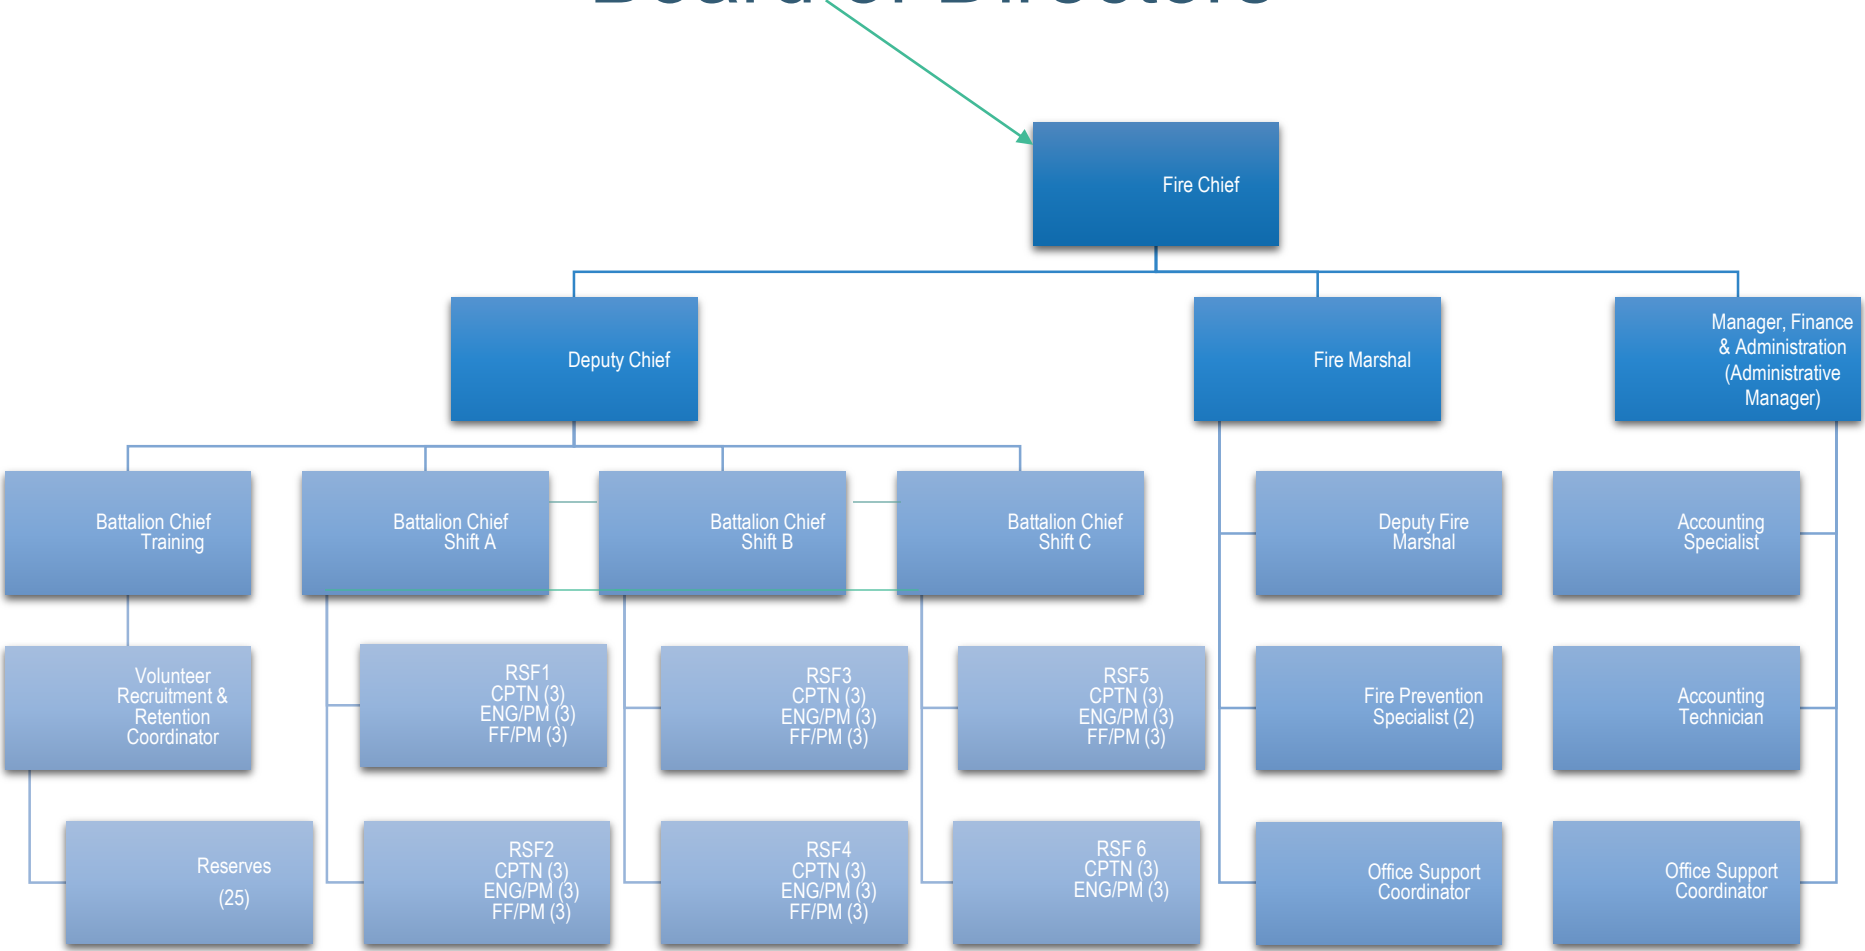 Board of Directors
Fire Chief
Deputy Chief
Fire Marshal
Manager, Finance
& Administration
(Administrative
Manager)
Battalion Chief
Training
Battalion Chief
Shift A
Battalion Chief
Shift B
Battalion Chief
Shift C
Deputy Fire
Marshal
Accounting
Specialist
Volunteer
Recruitment &
Retention
Coordinator
RSF1
CPTN (3)
ENG/PM (3)
FF/PM (3)
RSF3
CPTN (3)
ENG/PM (3)
FF/PM (3)
RSF5
CPTN (3)
ENG/PM (3)
FF/PM (3)
Fire Prevention
Specialist (2)
Accounting
Technician
Reserves
(25)
RSF2
CPTN (3)
ENG/PM (3)
FF/PM (3)
RSF4
CPTN (3)
ENG/PM (3)
FF/PM (3)
RSF 6
CPTN (3)
ENG/PM (3)
Office Support
Coordinator
Office Support
Coordinator